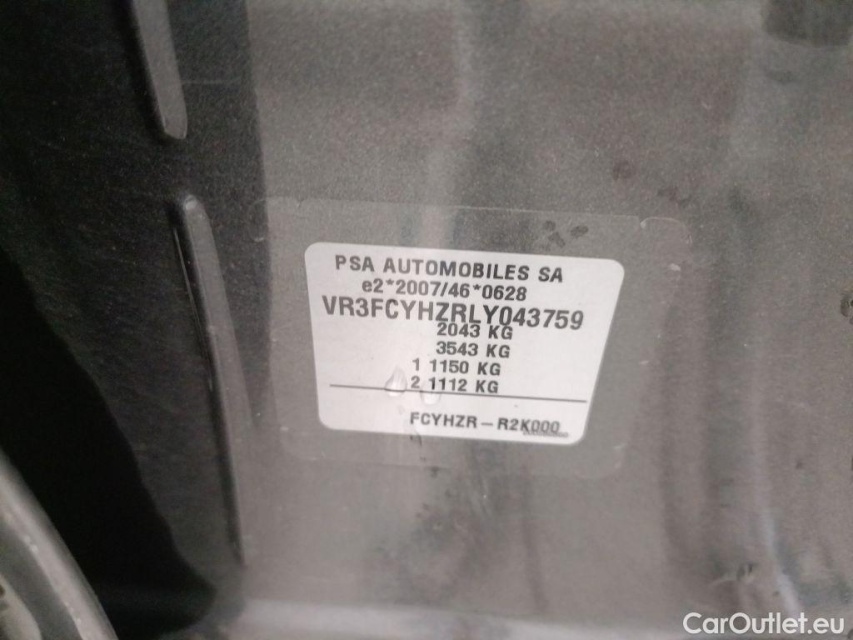 PSA AUTOMOBILES SA
e2*2007/46*0628
VR3FCYHZRLY043759
2043 KG
3543 KG
1 1150 KG
2 1112 KG
FCYHZR – R2K000
CarOutlet.eu